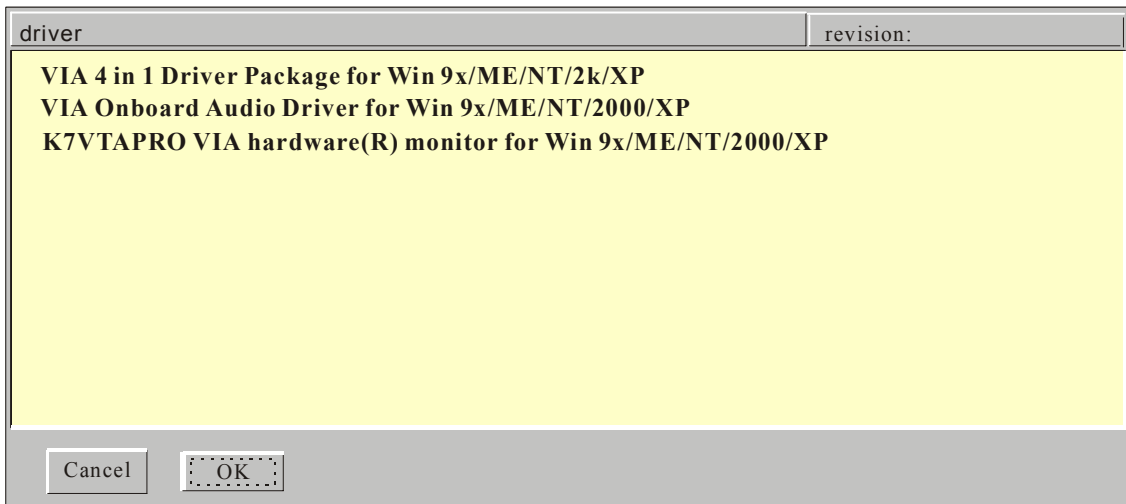 driver revision:
VIA 4 in 1 Driver Package for Win 9x/ME/NT/2k/XP
VIA Onboard Audio Driver for Win 9x/ME/NT/2000/XP
K7VTAPRO VIA hardware(R) monitor for Win 9x/ME/NT/2000/XP
Cancel OK